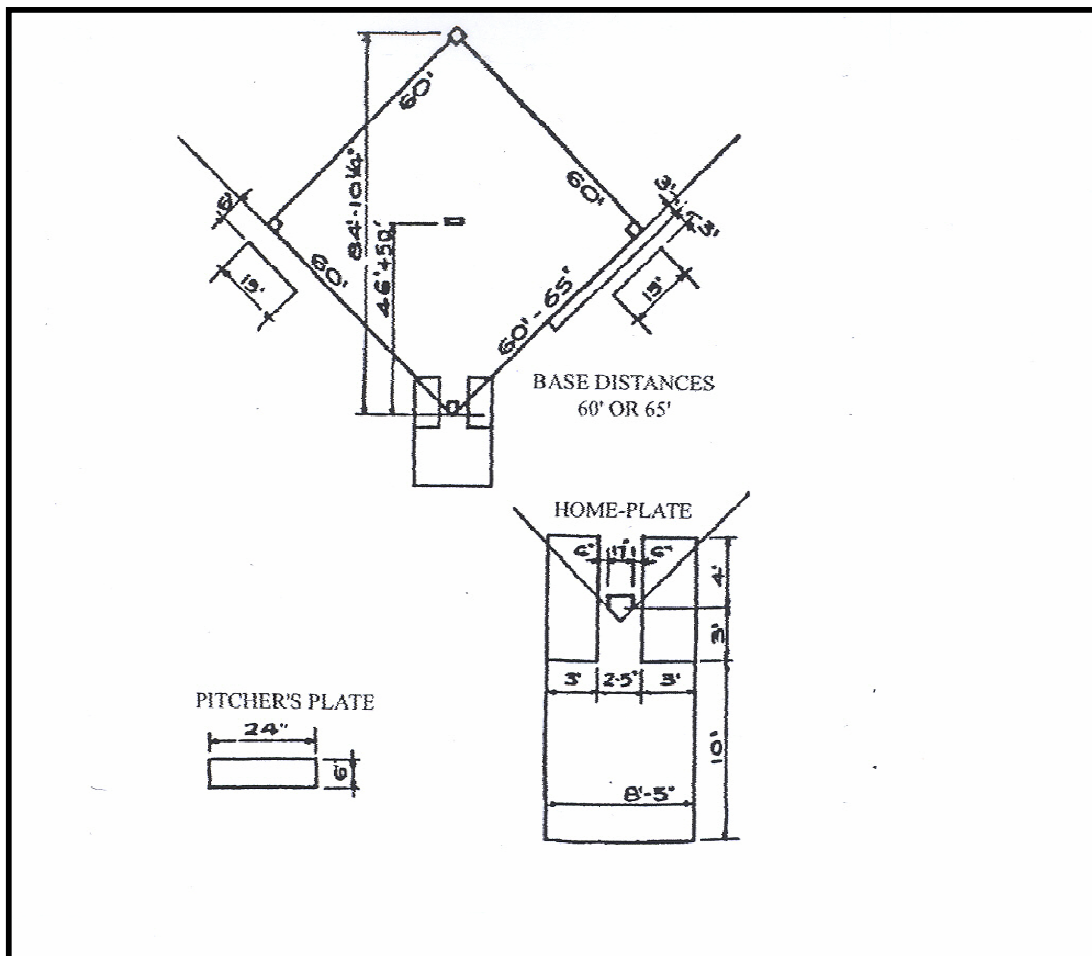 60'
84'-10¼"
60'
3'
3'
15'
46'+50'
60'
15'
15'
60'-65'
BASE DISTANCES
60' OR 65'
HOME-PLATE
6" 17" 6"
4'
3'
3' 2-5" 3'
PITCHER'S PLATE
24"
6"
10'
8'-5"